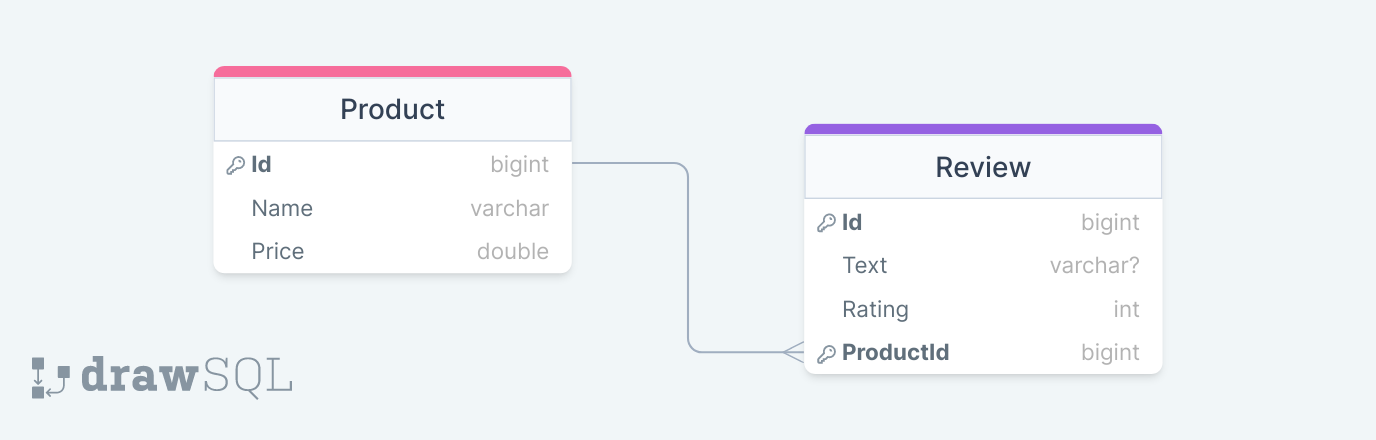 Product
Id bigint
Name varchar
Price double
Review
Id bigint
Text varchar?
Rating int
ProductId bigint
drawSQL